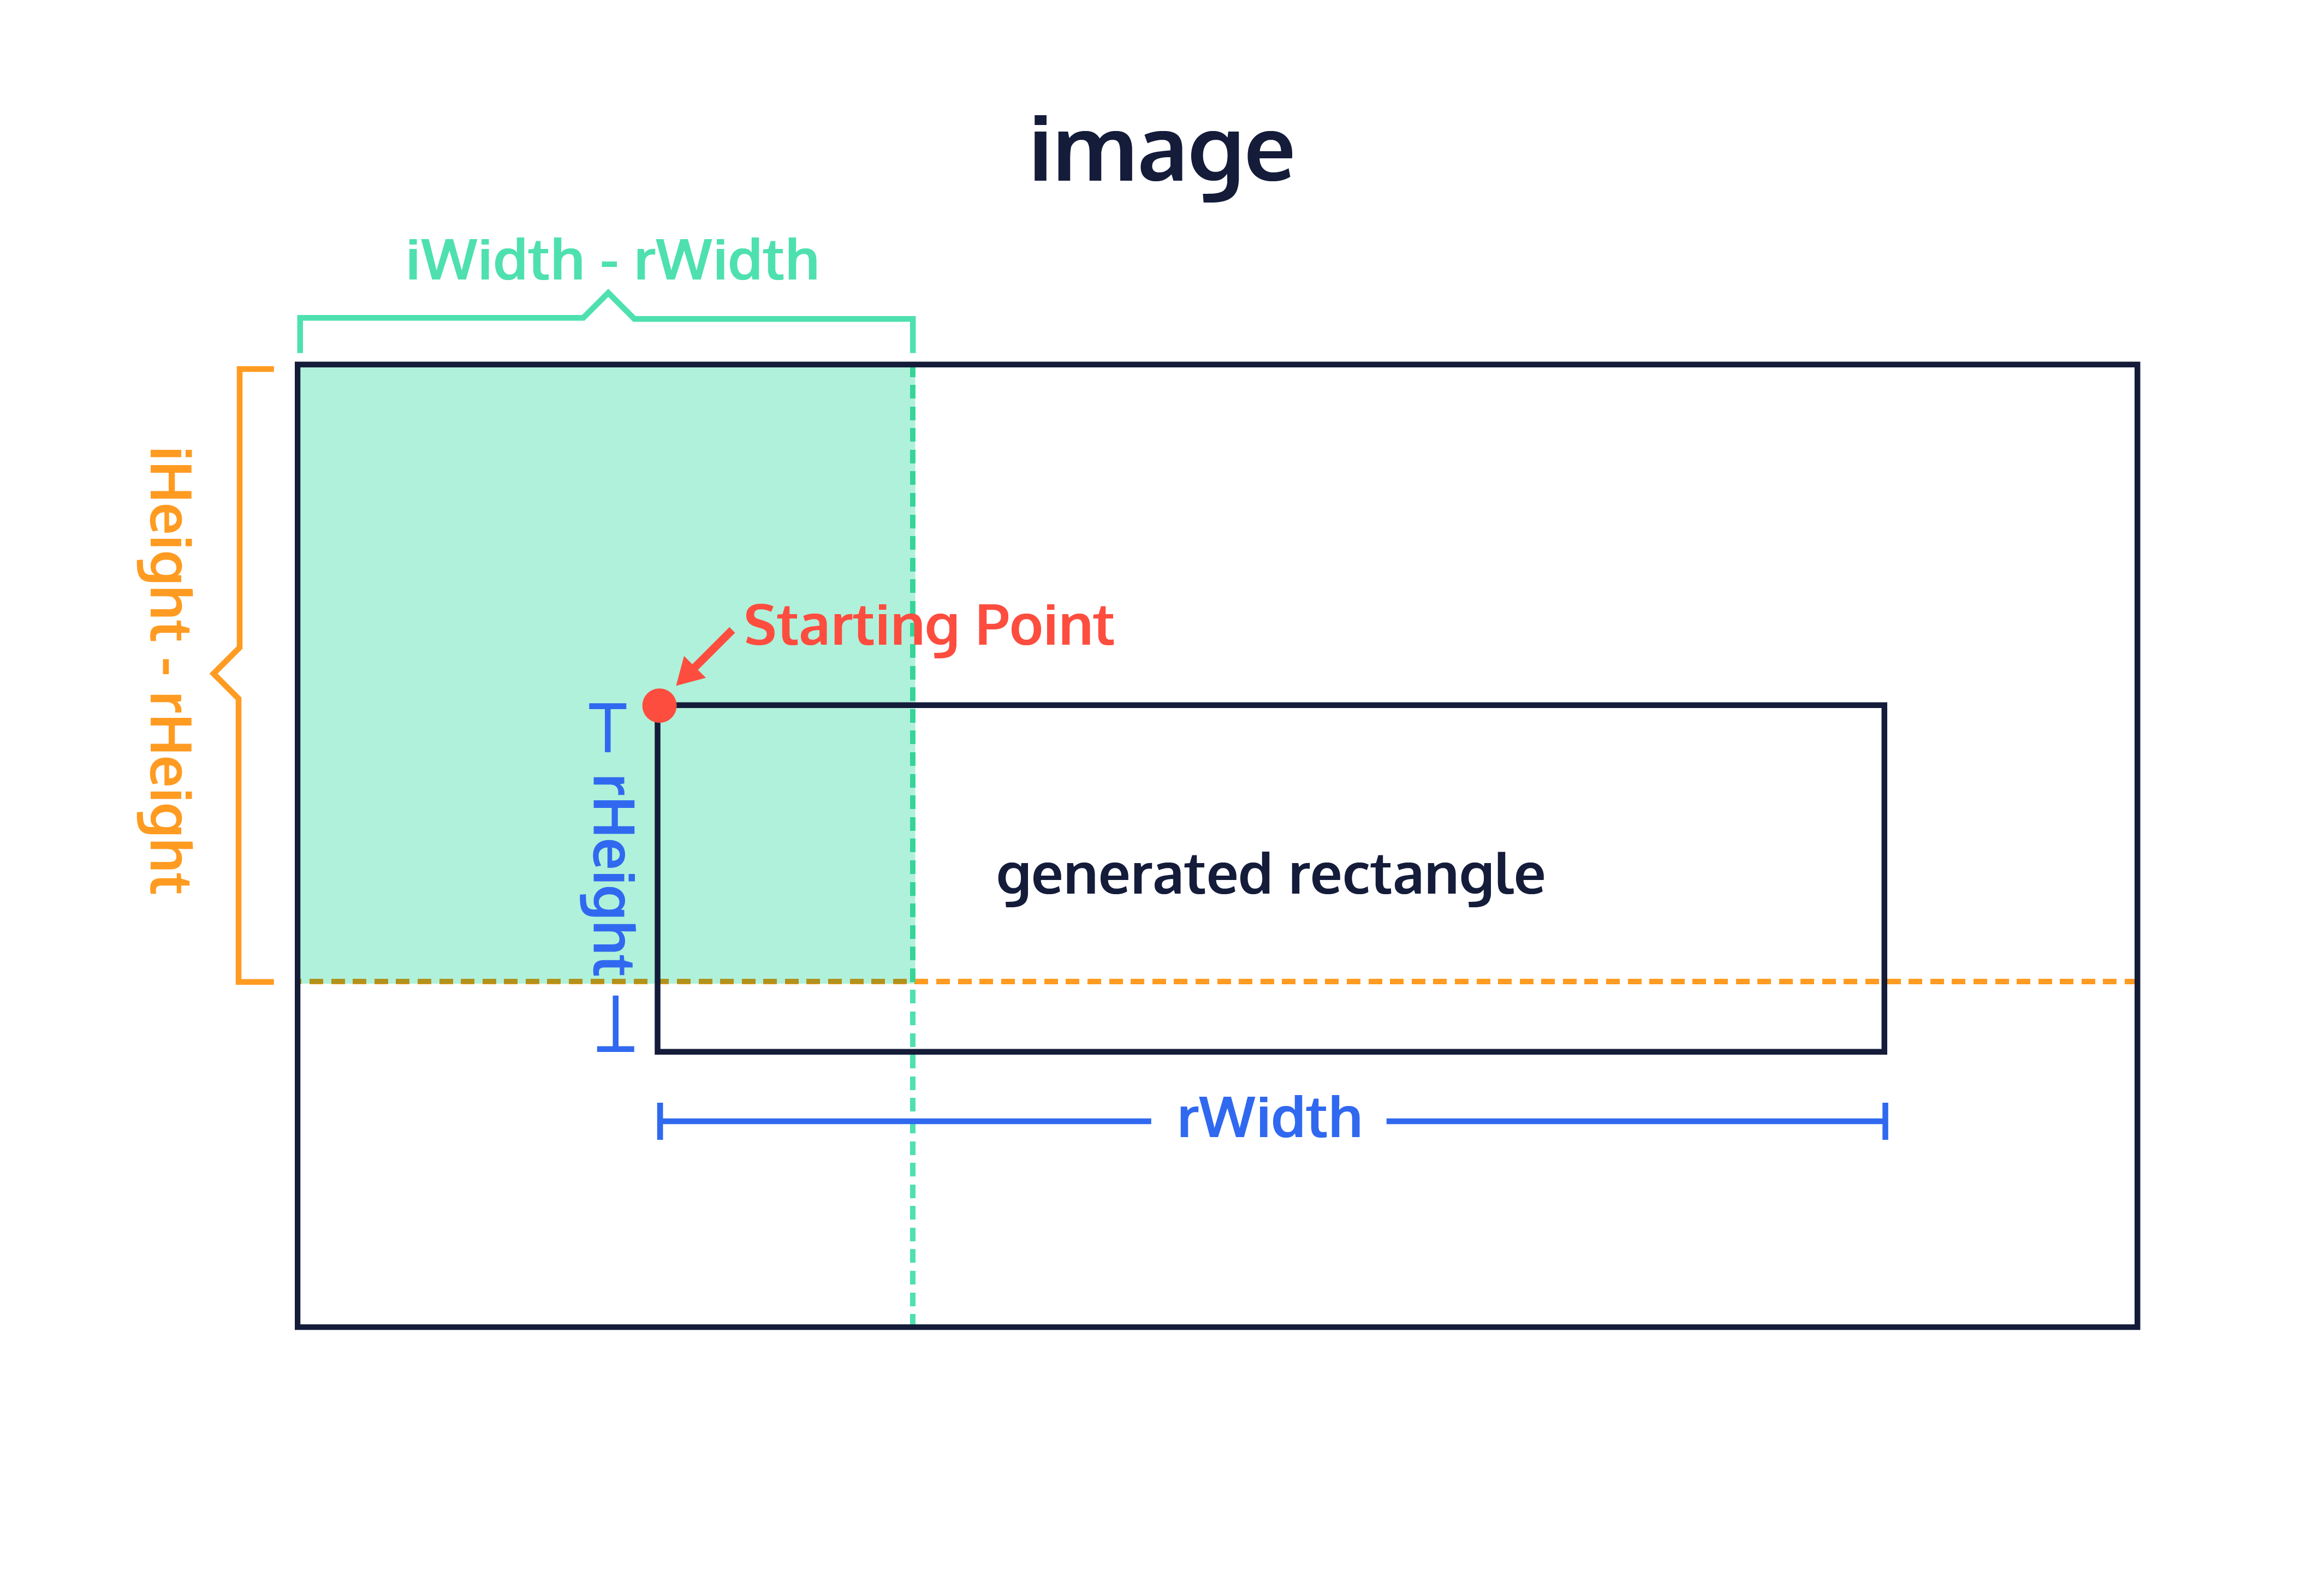 image
iWidth - rWidth
iHeight - rHeight
Starting Point
rHeight
generated rectangle
rWidth